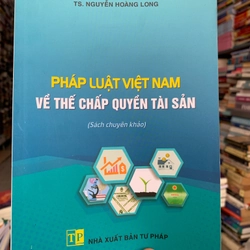 TS. NGUYỄN HOÀNG LONG
PHÁP LUẬT VIỆT NAM
VỀ THẾ CHẤP QUYỀN TÀI SẢN
(Sách chuyên khảo)
TP
NHÀ XUẤT BẢN TƯ PHÁP